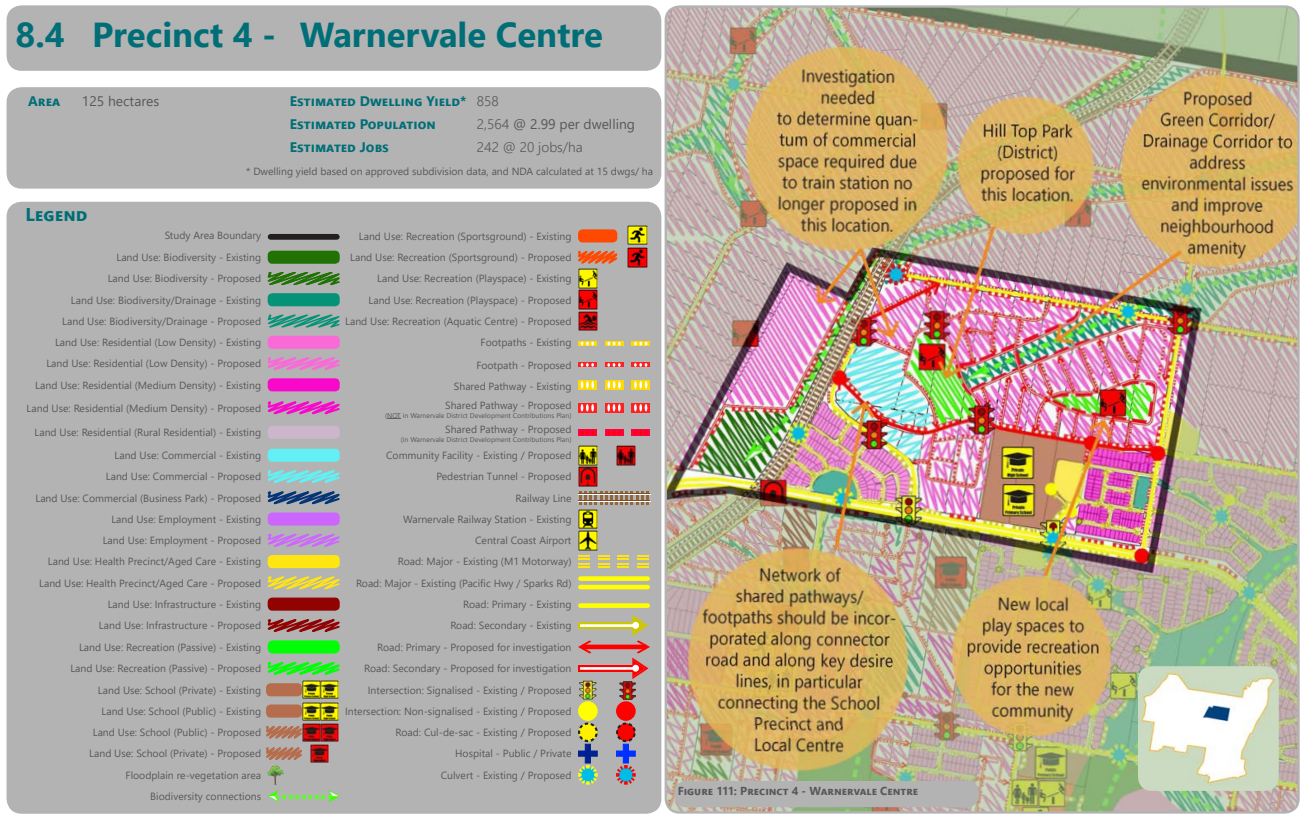 8.4 Precinct 4 - Warnervale Centre
Area 125 hectares
Estimated Dwelling Yield* 858
Estimated Population 2,564 @ 2.99 per dwelling
Estimated Jobs 242 @ 20 jobs/ha
* Dwelling yield based on approved subdivision data, and NDA calculated at 15 dwgs/ ha
Legend
Study Area Boundary
Land Use: Biodiversity - Existing
Land Use: Biodiversity - Proposed
Land Use: Biodiversity/Drainage - Existing
Land Use: Biodiversity/Drainage - Proposed
Land Use: Residential (Low Density) - Existing
Land Use: Residential (Low Density) - Proposed
Land Use: Residential (Medium Density) - Existing
Land Use: Residential (Medium Density) - Proposed
Land Use: Residential (Rural Residential) - Existing
Land Use: Commercial - Existing
Land Use: Commercial - Proposed
Land Use: Commercial (Business Park) - Proposed
Land Use: Employment - Existing
Land Use: Employment - Proposed
Land Use: Health Precinct/Aged Care - Existing
Land Use: Health Precinct/Aged Care - Proposed
Land Use: Infrastructure - Existing
Land Use: Infrastructure - Proposed
Land Use: Recreation (Passive) - Existing
Land Use: Recreation (Passive) - Proposed
Land Use: School (Private) - Existing
Land Use: School (Public) - Existing
Land Use: School (Public) - Proposed
Land Use: School (Private) - Proposed
Floodplain re-vegetation area
Biodiversity connections
Land Use: Recreation (Sportsground) - Existing
Land Use: Recreation (Sportsground) - Proposed
Land Use: Recreation (Playspace) - Existing
Land Use: Recreation (Playspace) - Proposed
Land Use: Recreation (Aquatic Centre) - Proposed
Footpaths - Existing
Footpath - Proposed
Shared Pathway - Existing
Shared Pathway - Proposed
(NOT in Warnervale District Development Contributions Plan)
Shared Pathway - Proposed
(in Warnervale District Development Contributions Plan)
Community Facility - Existing / Proposed
Pedestrian Tunnel - Proposed
Railway Line
Warnervale Railway Station - Existing
Central Coast Airport
Road: Major - Existing (M1 Motorway)
Road: Major - Existing (Pacific Hwy / Sparks Rd)
Road: Primary - Existing
Road: Secondary - Existing
Road: Primary - Proposed for investigation
Road: Secondary - Proposed for investigation
Intersection: Signalised - Existing / Proposed
Intersection: Non-signalised - Existing / Proposed
Road: Cul-de-sac - Existing / Proposed
Hospital - Public / Private
Culvert - Existing / Proposed
Investigation
needed
to determine quan-
tum of commercial
space required due
to train station no
longer proposed in
this location.
Hill Top Park
(District)
proposed for
this location.
Proposed
Green Corridor/
Drainage Corridor to
address
environmental issues
and improve
neighbourhood
amenity
Private
High School
Private
Primary School
Network of
shared pathways/
footpaths should be incor-
porated along connector
road and along key desire
lines, in particular
connecting the School
Precinct and
Local Centre
New local
play spaces to
provide recreation
opportunities
for the new
community
Figure 111: Precinct 4 - Warnervale Centre